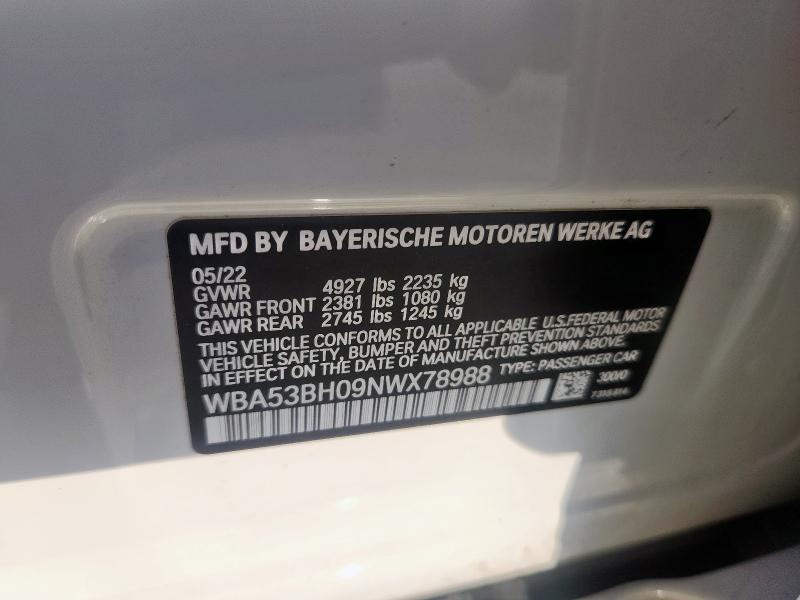 MFD BY BAYERISCHE MOTOREN WERKE AG
05/22
GVWR 4927 lbs 2235 kg
GAWR FRONT 2381 lbs 1080 kg
GAWR REAR 2745 lbs 1245 kg
THIS VEHICLE CONFORMS TO ALL APPLICABLE U.S. FEDERAL MOTOR
VEHICLE SAFETY, BUMPER AND THEFT PREVENTION STANDARDS
IN EFFECT ON THE DATE OF MANUFACTURE SHOWN ABOVE.
WBA53BH09NWX78988 TYPE: PASSENGER CAR